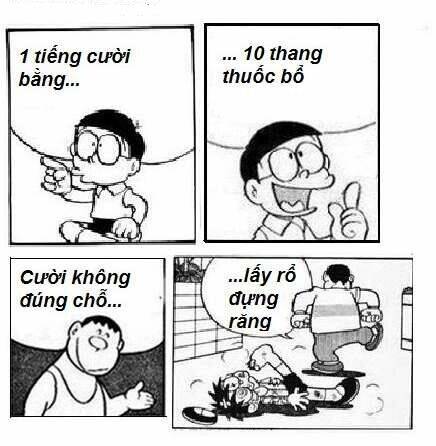 1 tiếng cười
bằng...
... 10 thang
thuốc bổ
Cười không
đúng chỗ...
...lấy rổ
đựng
răng